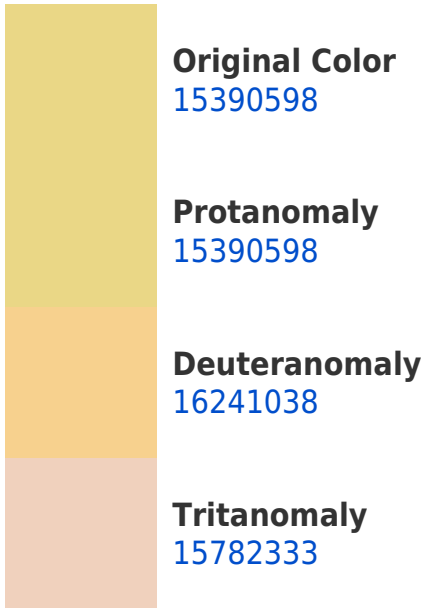 Original Color
15390598
Protanomaly
15390598
Deuteranomaly
16241038
Tritanomaly
15782333